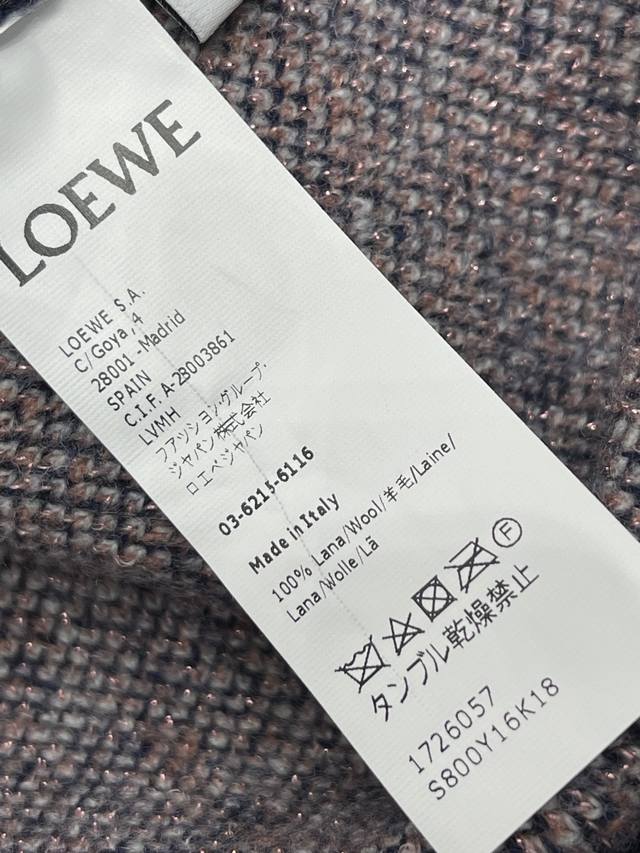 LOEWE
LOEWE S.A.
C/Goya, 4
28001 - Madrid
SPAIN
C.I.F. A-28003861
LVMH
ファッション・グループ・
ジャパン株式会社
ロエベジャパン
03-6215-6116
Made in Italy
100% Lana/Wool/羊毛/Laine/
Lana/Wolle/Lã
F
タンブル乾燥禁止
1726057
S800Y16K18